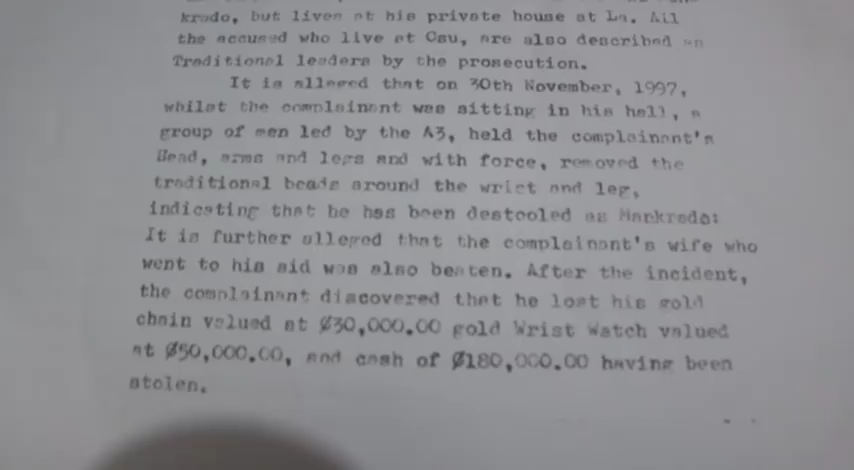 krado, but lives at his private house at La. All
the accused who live at Osu, are also described as
Traditional leaders by the prosecution.
It is alleged that on 30th November, 1997,
whilst the complainant was sitting in his hall, a
group of men led by the A3, held the complainant's
Head, arms and legs and with force, removed the
traditional beads around the wrist and leg,
indicating that he has been destooled as Mankrado:
It is further alleged that the complainant's wife who
went to his aid was also beaten. After the incident,
the complainant discovered that he lost his gold
chain valued at ₵30,000.00 gold Wrist Watch valued
at ₵50,000.00, and cash of ₵180,000.00 having been
stolen.